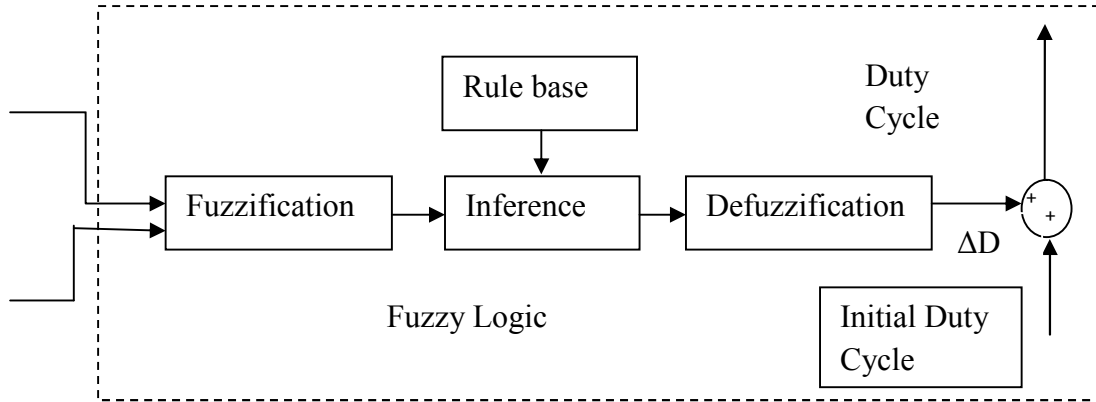 Rule base
Duty
Cycle
Fuzzification
Inference
Defuzzification
+
+
ΔD
Fuzzy Logic
Initial Duty
Cycle